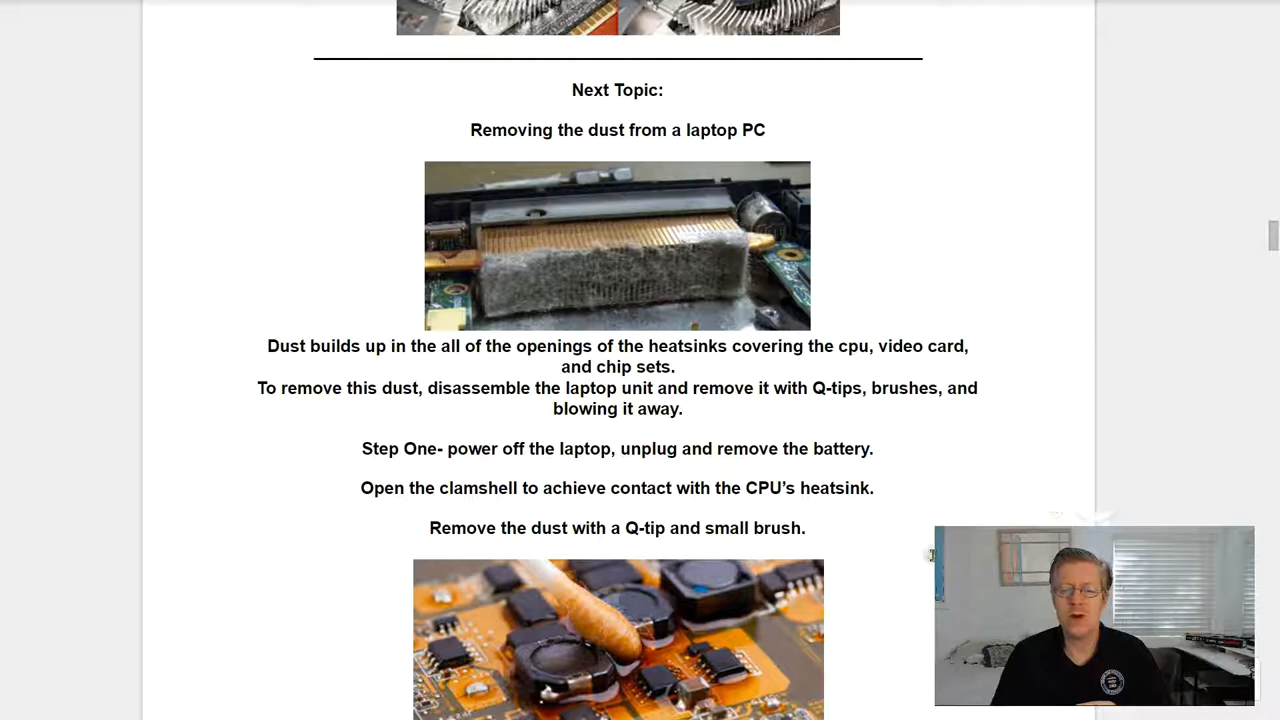 Next Topic:
Removing the dust from a laptop PC
Dust builds up in the all of the openings of the heatsinks covering the cpu, video card,
and chip sets.
To remove this dust, disassemble the laptop unit and remove it with Q-tips, brushes, and
blowing it away.
Step One- power off the laptop, unplug and remove the battery.
Open the clamshell to achieve contact with the CPU’s heatsink.
Remove the dust with a Q-tip and small brush.